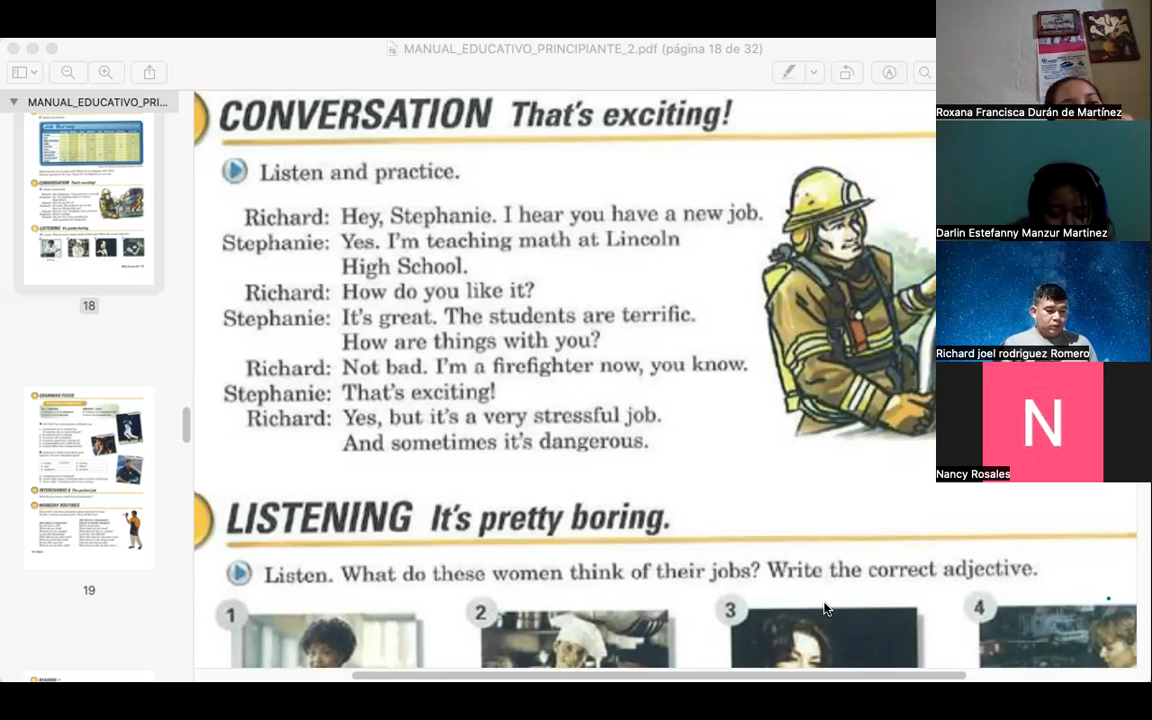 MANUAL_EDUCATIVO_PRINCIPIANTE_2.pdf (página 18 de 32)
MANUAL_EDUCATIVO_PRI...
18
19
CONVERSATION That's exciting!
Listen and practice.
Richard: Hey, Stephanie. I hear you have a new job.
Stephanie: Yes. I'm teaching math at Lincoln
High School.
Richard: How do you like it?
Stephanie: It's great. The students are terrific.
How are things with you?
Richard: Not bad. I'm a firefighter now, you know.
Stephanie: That's exciting!
Richard: Yes, but it's a very stressful job.
And sometimes it's dangerous.
LISTENING It's pretty boring.
Listen. What do these women think of their jobs? Write the correct adjective.
1
2
3
4
Roxana Francisca Durán de Martínez
Darlin Estefanny Manzur Martinez
Richard joel rodriguez Romero
N
Nancy Rosales